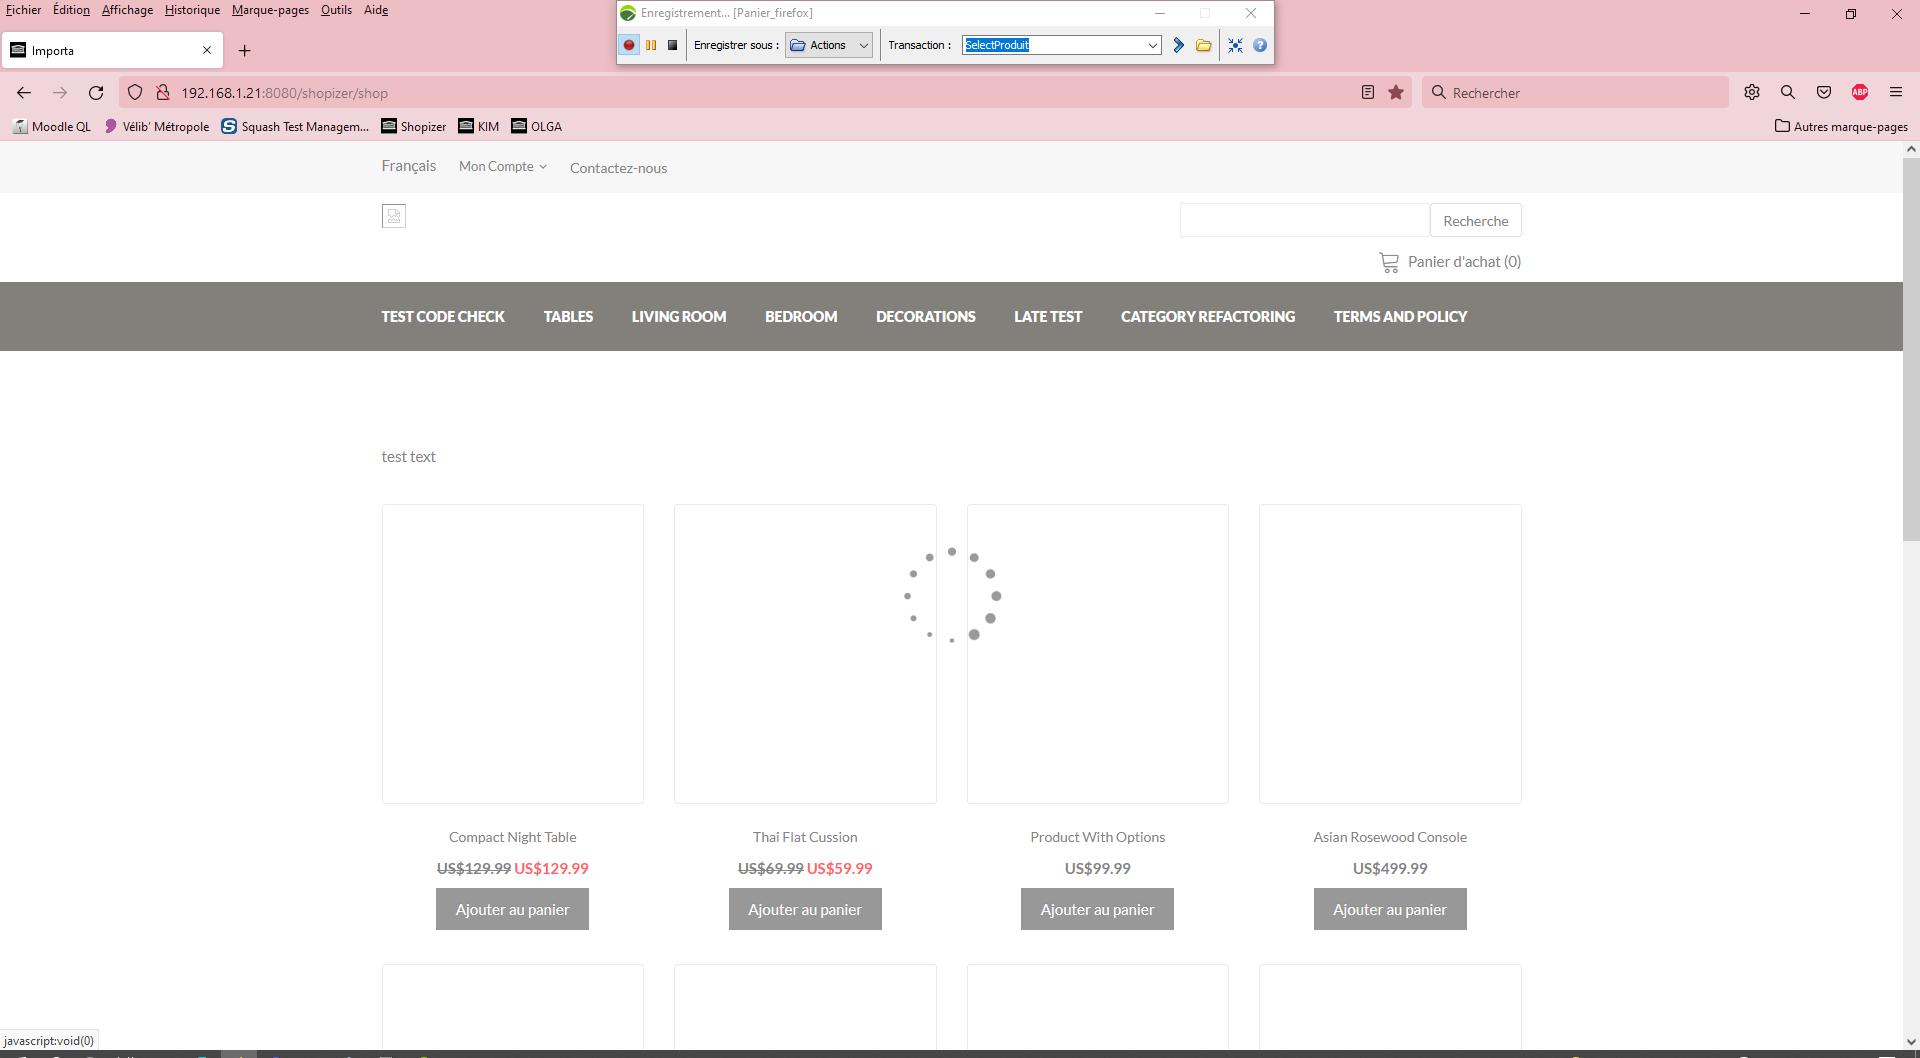 Fichier Édition Affichage Historique Marque-pages Outils Aide
Enregistrement... [Panier_firefox]
Importa
Enregistrer sous : Actions Transaction : SelectProduit
192.168.1.21:8080/shopizer/shop
Rechercher
ABP
Moodle QL Vélib' Métropole Squash Test Managem... Shopizer KIM OLGA Autres marque-pages
Français Mon Compte Contactez-nous
Recherche
Panier d'achat (0)
TEST CODE CHECK TABLES LIVING ROOM BEDROOM DECORATIONS LATE TEST CATEGORY REFACTORING TERMS AND POLICY
test text
Compact Night Table Thai Flat Cussion Product With Options Asian Rosewood Console
US$129.99 US$129.99 US$69.99 US$59.99 US$99.99 US$499.99
Ajouter au panier Ajouter au panier Ajouter au panier Ajouter au panier
javascript:void(0)